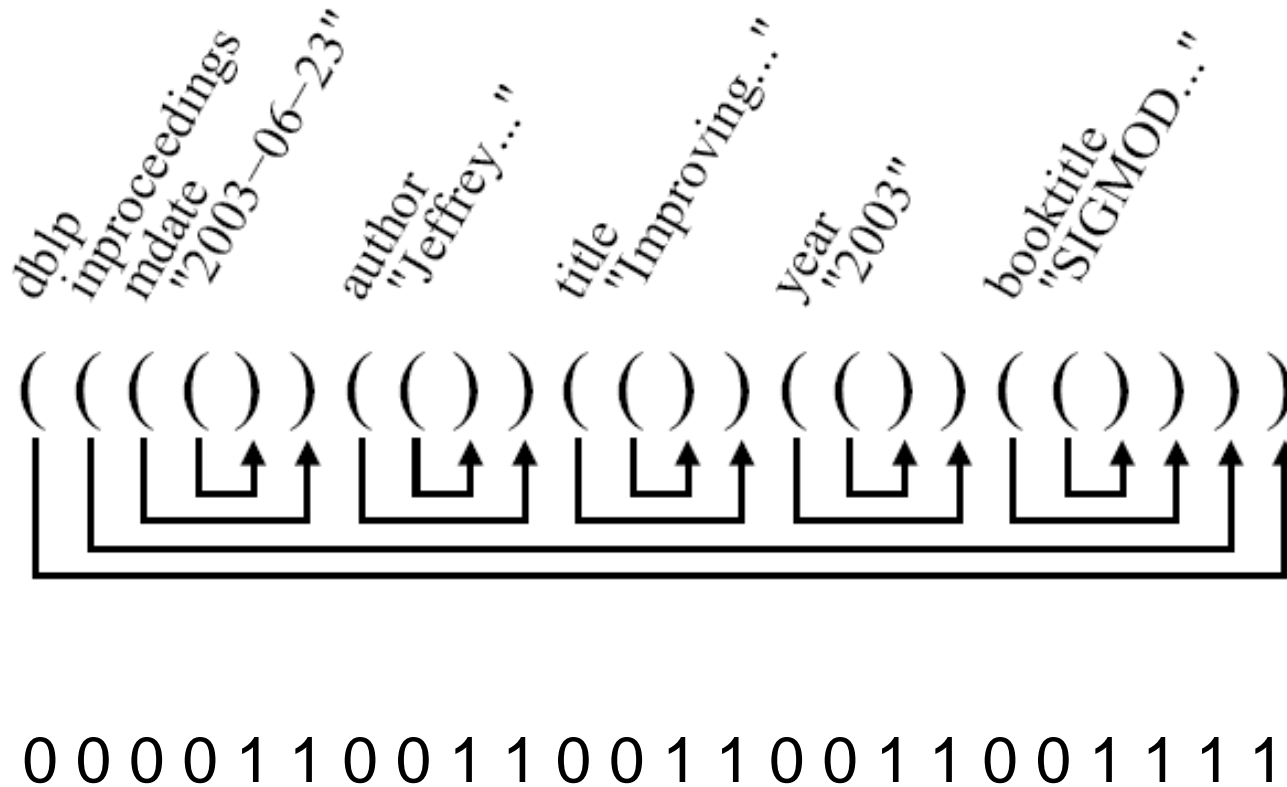 dblp
inproceedings
mdate
"2003–06–23"
author
"Jeffrey... "
title
"Improving... "
year
"2003"
booktitle
"SIGMOD... "
( ( ( ( ) ) ( ( ) ) ( ( ) ) ( ( ) ) ( ( ) ) ) )
0 0 0 0 1 1 0 0 1 1 0 0 1 1 0 0 1 1 0 0 1 1 1 1